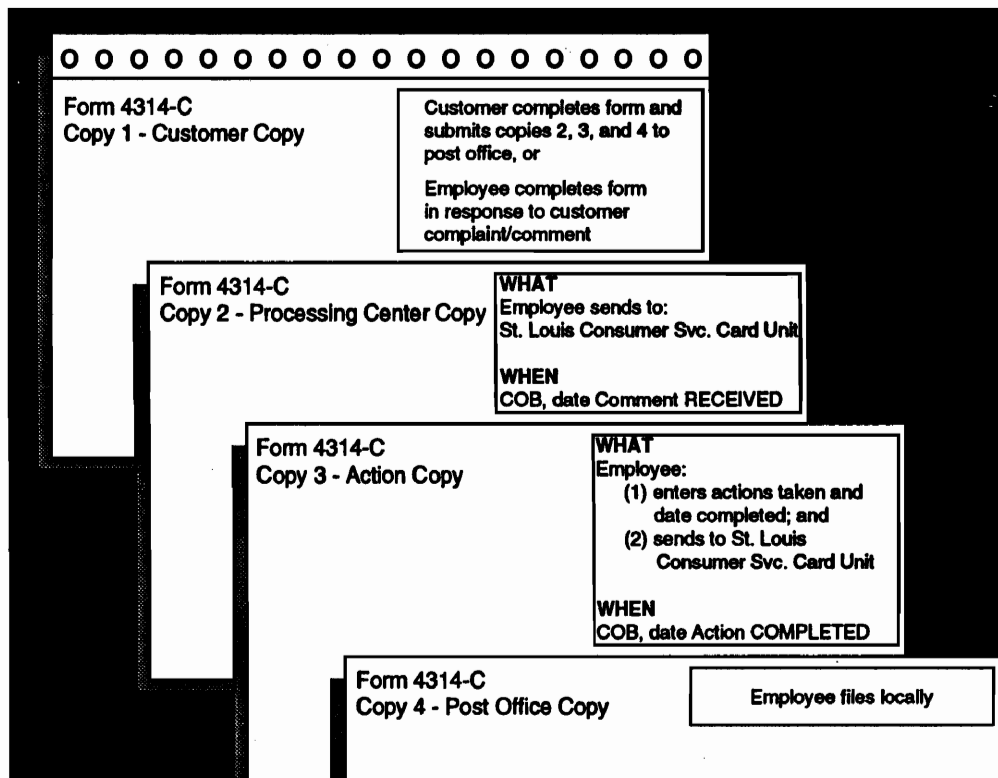 O O O O O O O O O O O O O O O O O O O
Form 4314-C
Copy 1 - Customer Copy
Customer completes form and
submits copies 2, 3, and 4 to
post office, or
Employee completes form
in response to customer
complaint/comment
Form 4314-C
Copy 2 - Processing Center Copy
WHAT
Employee sends to:
St. Louis Consumer Svc. Card Unit
WHEN
COB, date Comment RECEIVED
Form 4314-C
Copy 3 - Action Copy
WHAT
Employee:
(1) enters actions taken and
date completed; and
(2) sends to St. Louis
Consumer Svc. Card Unit
WHEN
COB, date Action COMPLETED
Form 4314-C
Copy 4 - Post Office Copy
Employee files locally